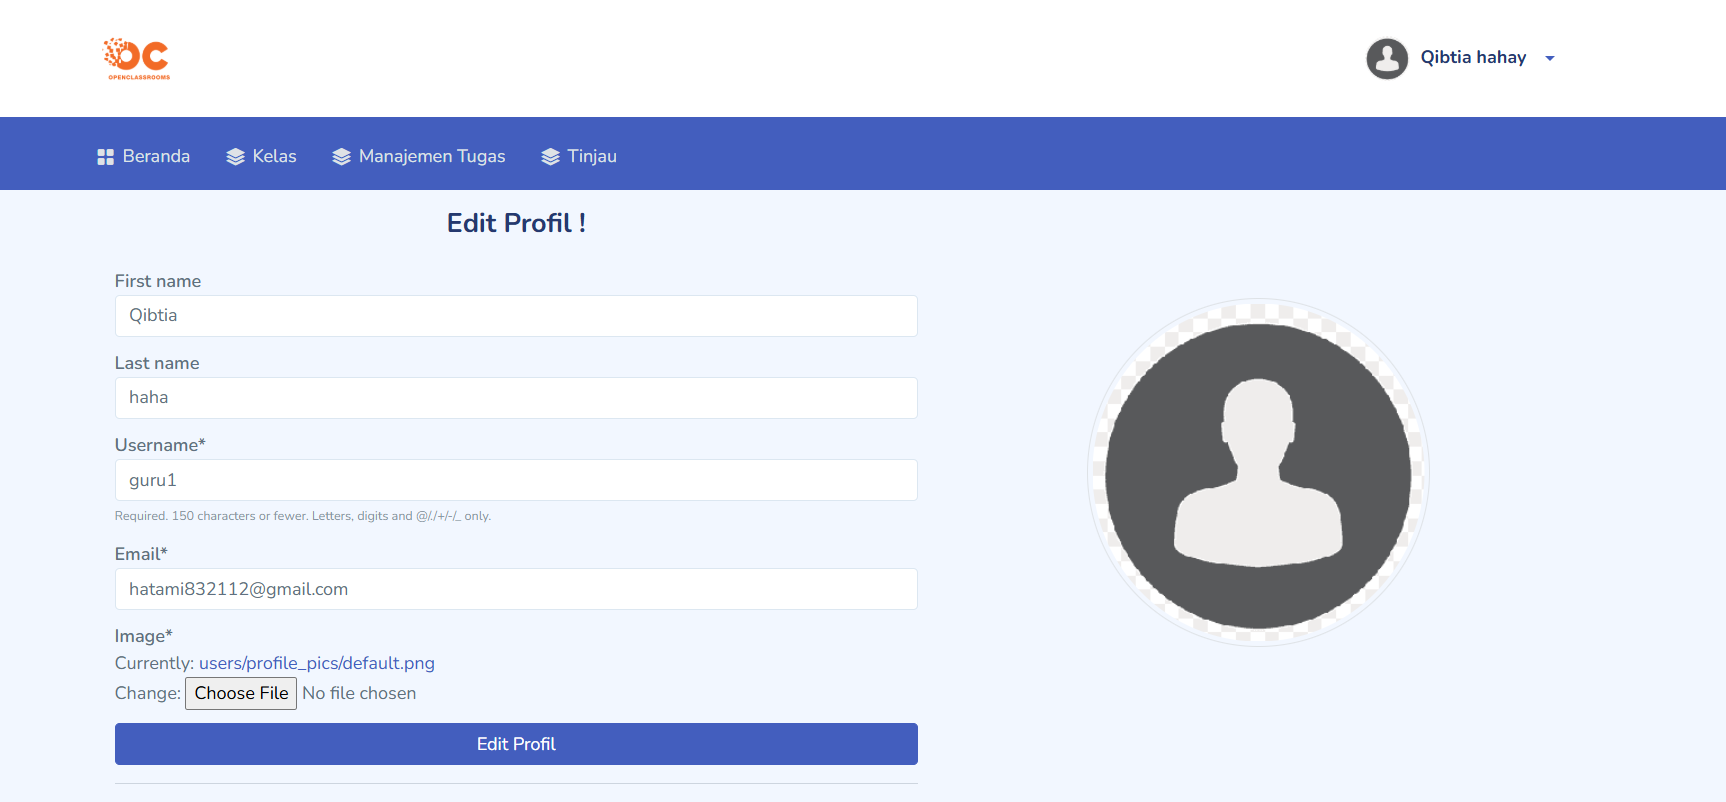 OC
OPENCLASSROOMS
Qibtia hahay
Beranda
Kelas
Manajemen Tugas
Tinjau
Edit Profil !
First name
Qibtia
Last name
haha
Username*
guru1
Required. 150 characters or fewer. Letters, digits and @/./+/-/_ only.
Email*
hatami832112@gmail.com
Image*
Currently: users/profile_pics/default.png
Change: Choose File No file chosen
Edit Profil